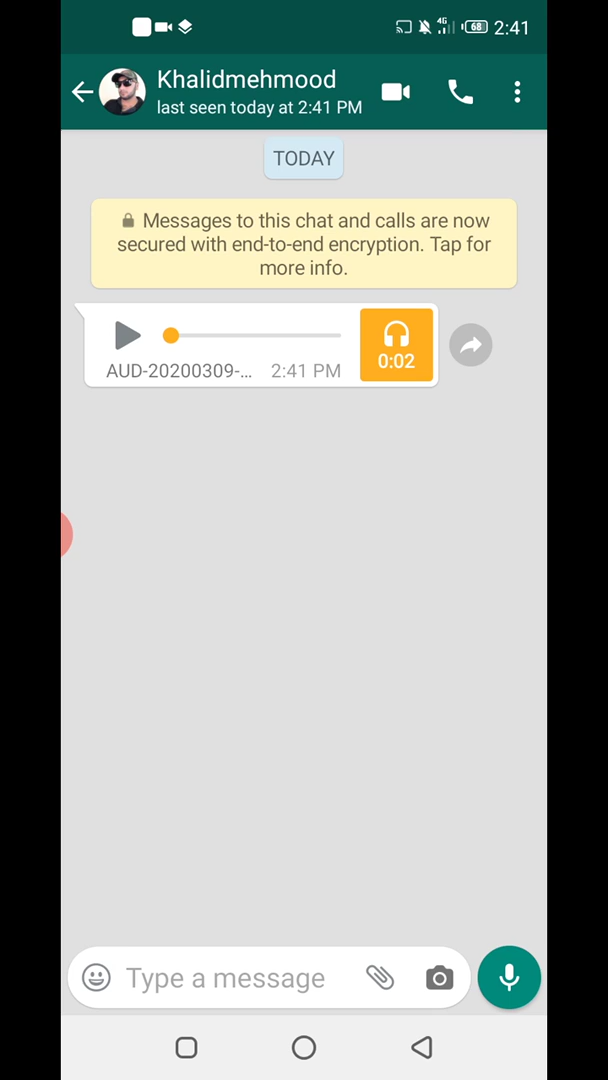 4G 68 2:41
Khalidmehmood
last seen today at 2:41 PM
TODAY
Messages to this chat and calls are now
secured with end-to-end encryption. Tap for
more info.
0:02
AUD-20200309-... 2:41 PM
Type a message